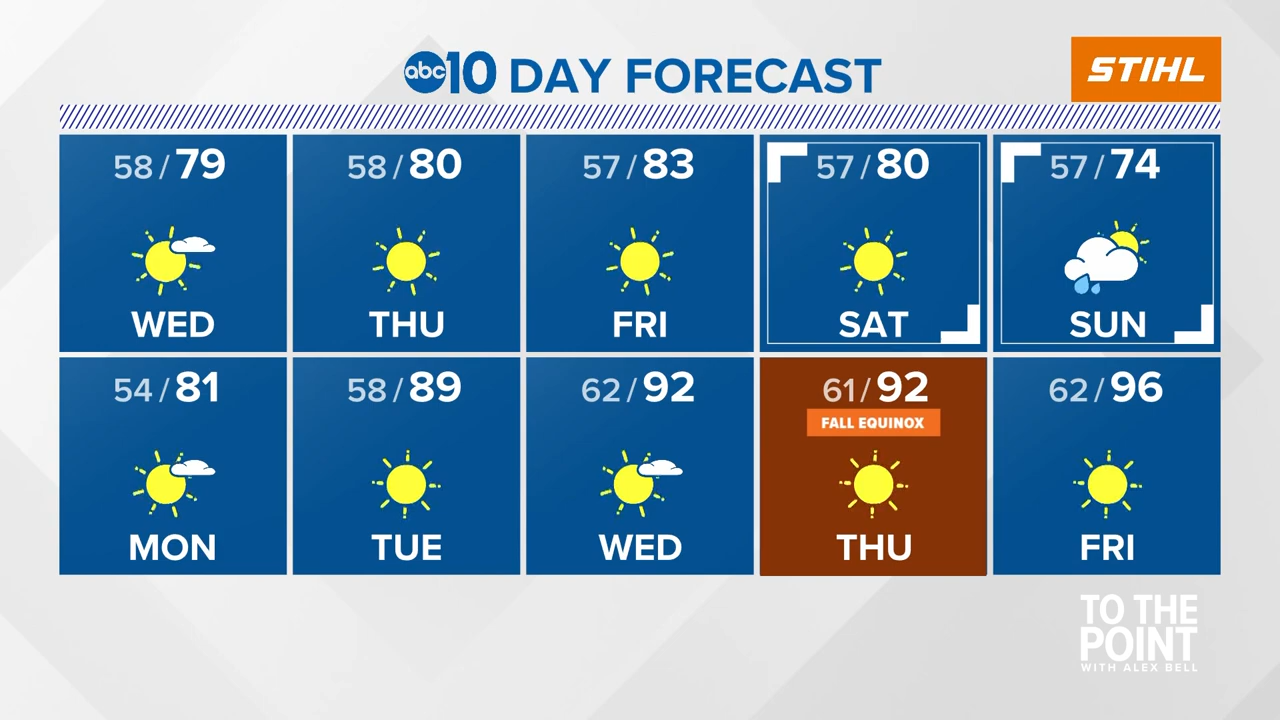 abc10 DAY FORECAST
STIHL
58/79
WED
58/80
THU
57/83
FRI
57/80
SAT
57/74
SUN
54/81
MON
58/89
TUE
62/92
WED
61/92
FALL EQUINOX
THU
62/96
FRI
TO THE
POINT
WITH ALEX BELL